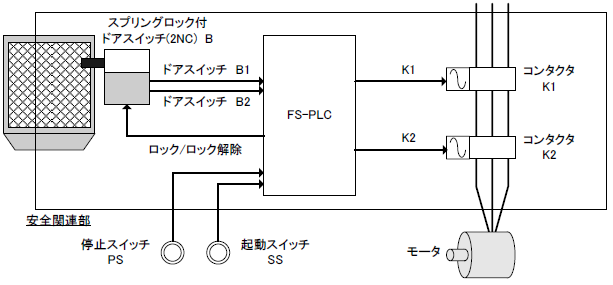 スプリングロック付
ドアスイッチ(2NC) B
ドアスイッチ B1
ドアスイッチ B2
ロック/ロック解除
FS-PLC
K1
K2
コンタクタ
K1
コンタクタ
K2
安全関連部
停止スイッチ
PS
起動スイッチ
SS
モータ